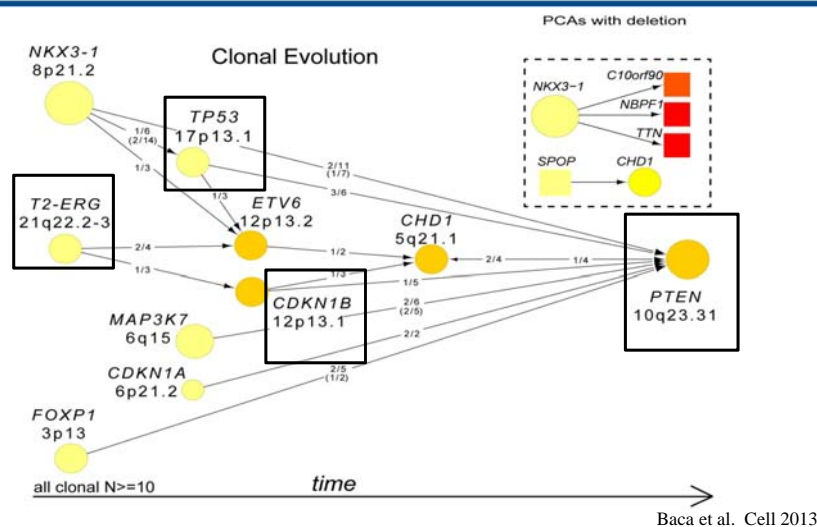 PCAs with deletion
Clonal Evolution
NKX3-1
8p21.2
TP53
17p13.1
T2-ERG
21q22.2-3
ETV6
12p13.2
CHD1
5q21.1
CDKN1B
12p13.1
MAP3K7
6q15
CDKN1A
6p21.2
FOXP1
3p13
PTEN
10q23.31
1/6
(2/14)
1/3
2/11
(1/7)
3/6
1/3
2/4
1/3
1/2
1/3
2/4
1/4
1/5
2/6
(2/5)
2/2
2/5
(1/2)
NKX3-1
C10orf90
NBPF1
TTN
SPOP
CHD1
all clonal N>=10
time
Baca et al. Cell 2013